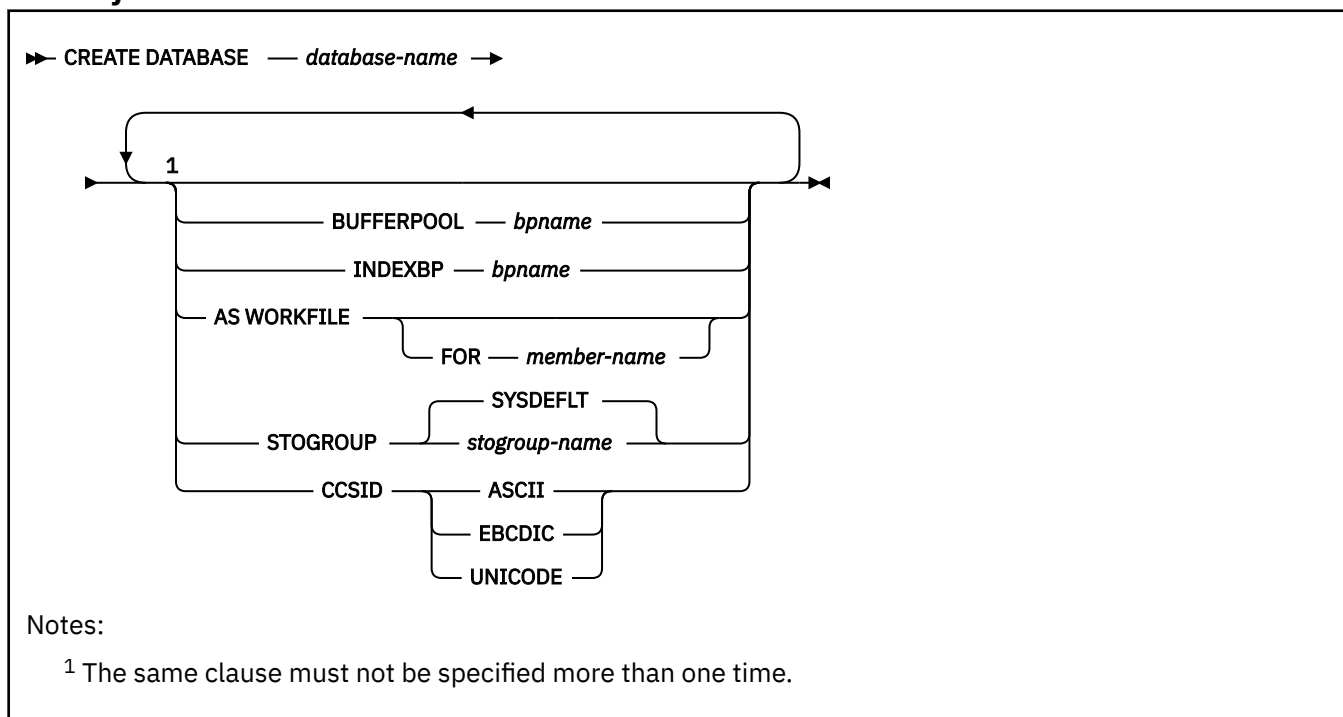 CREATE DATABASE database-name
1
BUFFERPOOL bpname
INDEXBP bpname
AS WORKFILE
FOR member-name
SYSDEFLT
STOGROUP stogroup-name
CCSID ASCII
EBCDIC
UNICODE
Notes:
1 The same clause must not be specified more than one time.